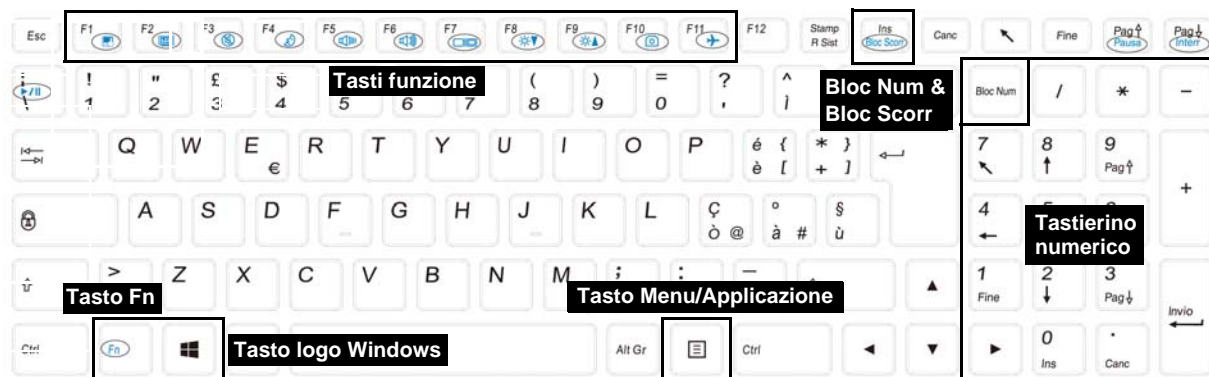 Esc F1 F2 F3 F4 F5 F6 F7 F8 F9 F10 F11 F12 Stamp Ins Canc Fine Pag Pag
R Sist Bloc Scorr Pausa Interr
Tasti funzione
! " £ $ ( ) = ? ^
\ 1 2 3 4 5 6 7 8 9 0 ' ì
Bloc Num &
Bloc Scorr
Bloc Num / * -
Q W E R T Y U I O P é { * } 7 8 9
€ è [ + ] Pag
+
A S D F G H J K L ç ° § 4
ò @ à # ù
Tastierino
numerico
> Z X C V B N M ; : _ 1 2 3
Fine Pag
Tasto Fn
Tasto Menu/Applicazione
Invio
Ctrl Fn Alt Gr Ctrl 0 .
Ins Canc
Tasto logo Windows